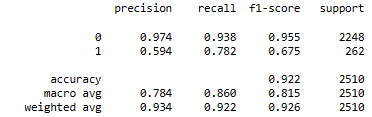 precision recall f1-score support
0 0.974 0.938 0.955 2248
1 0.594 0.782 0.675 262
accuracy 0.922 2510
macro avg 0.784 0.860 0.815 2510
weighted avg 0.934 0.922 0.926 2510